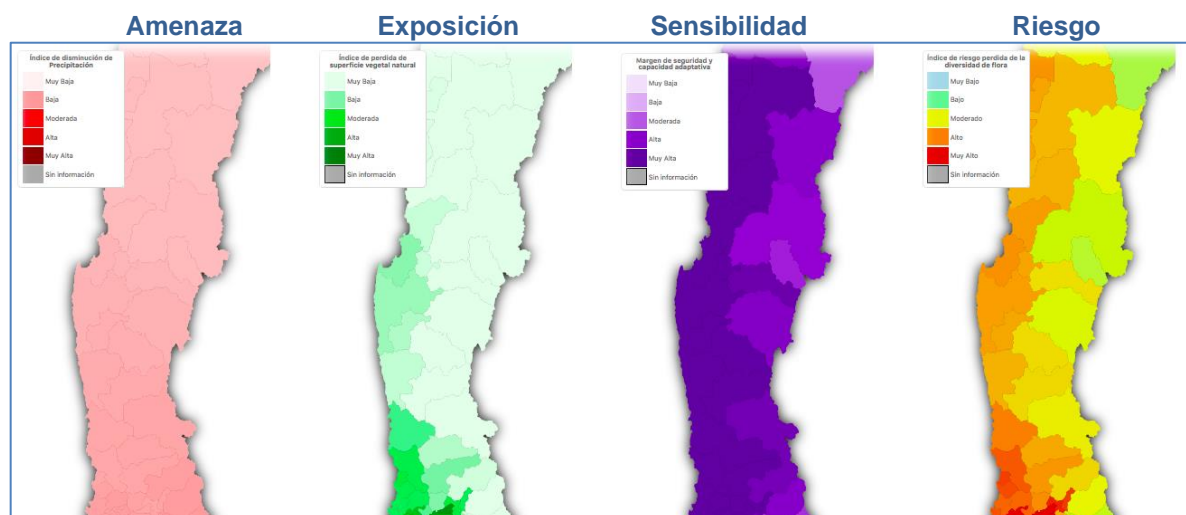 Amenaza
Exposición
Sensibilidad
Riesgo
Índice de disminución de
Precipitación
Muy Baja
Baja
Moderada
Alta
Muy Alta
Sin información
Índice de perdida de
superficie vegetal natural
Muy Baja
Baja
Moderada
Alta
Muy Alta
Sin información
Margen de seguridad y
capacidad adaptativa
Muy Baja
Baja
Moderada
Alta
Muy Alta
Sin información
Índice de riesgo perdida de la
diversidad de flora
Muy Bajo
Bajo
Moderado
Alto
Muy Alto
Sin información